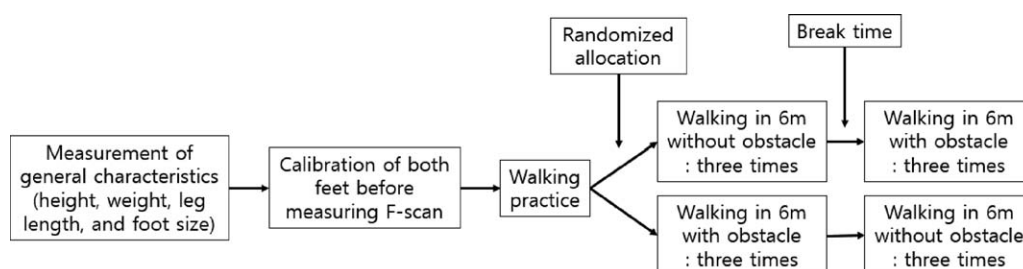 Measurement of
general characteristics
(height, weight, leg
length, and foot size)
Calibration of both
feet before
measuring F-scan
Walking
practice
Randomized
allocation
Break time
Walking in 6m
without obstacle
: three times
Walking in 6m
with obstacle
: three times
Walking in 6m
with obstacle
: three times
Walking in 6m
without obstacle
: three times